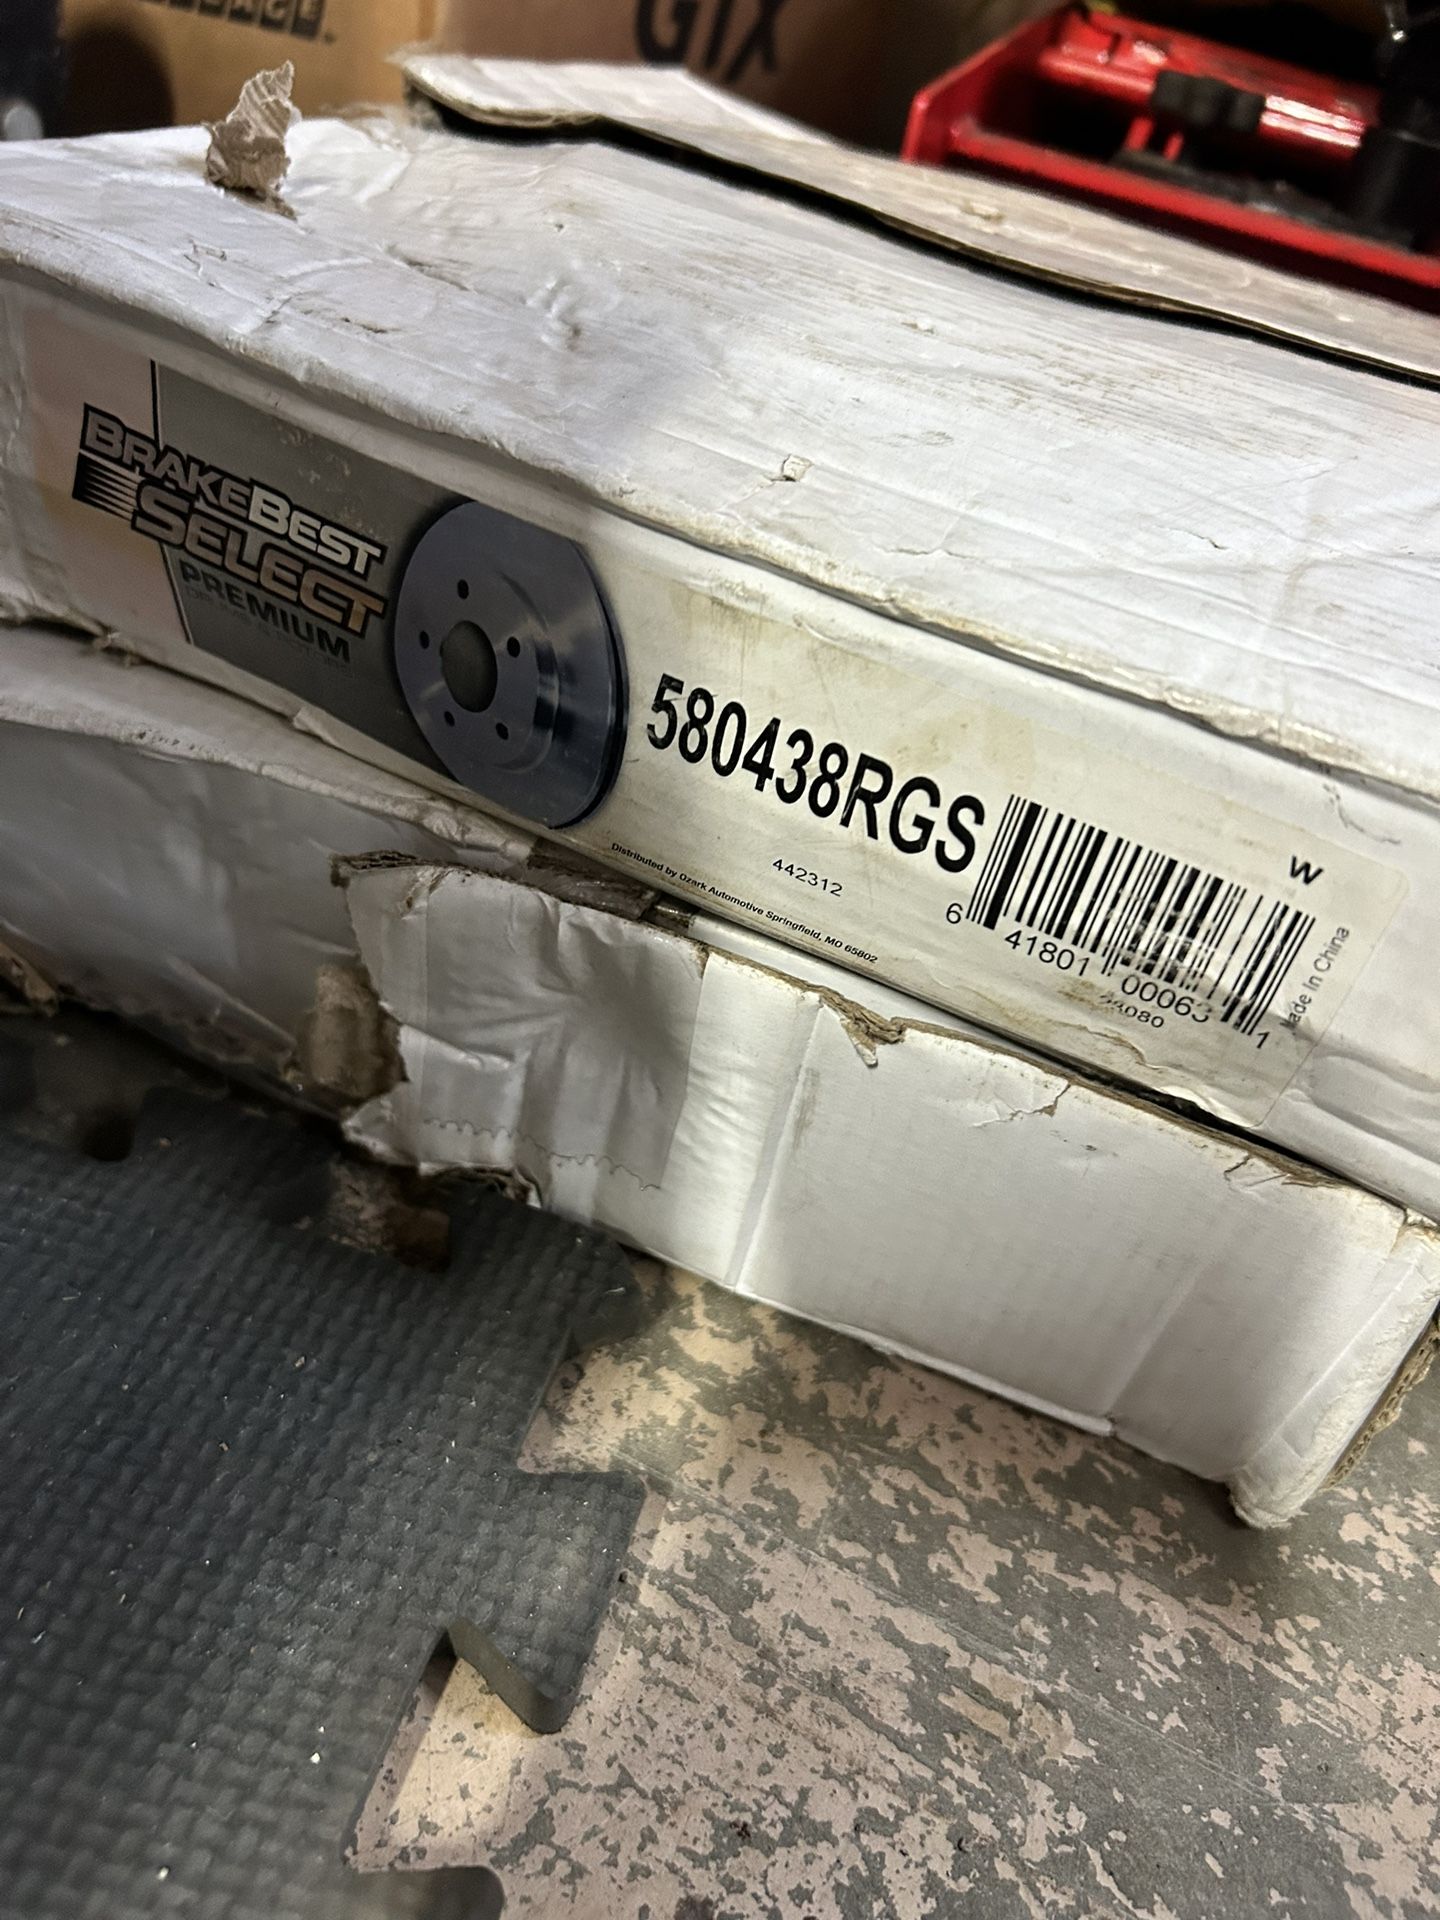 GTX
BRAKEBEST
SELECT
PREMIUM
580438RGS
442312
Distributed by Ozark Automotive Springfield, MO 65802
W
6 41801 00063 1
Made In China